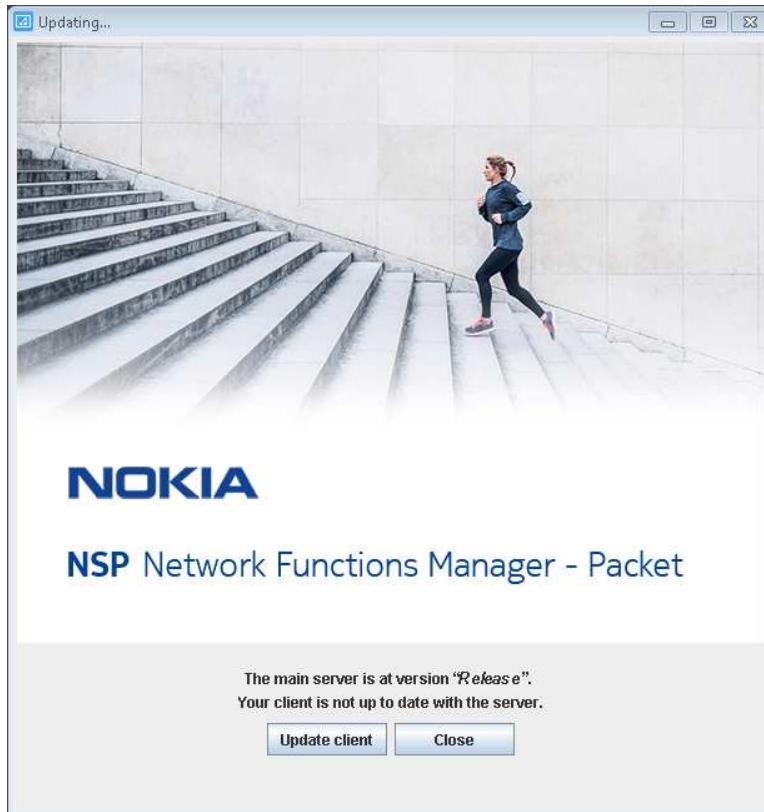 Updating...
NOKIA
NSP Network Functions Manager - Packet
The main server is at version “Release”.
Your client is not up to date with the server.
Update client Close